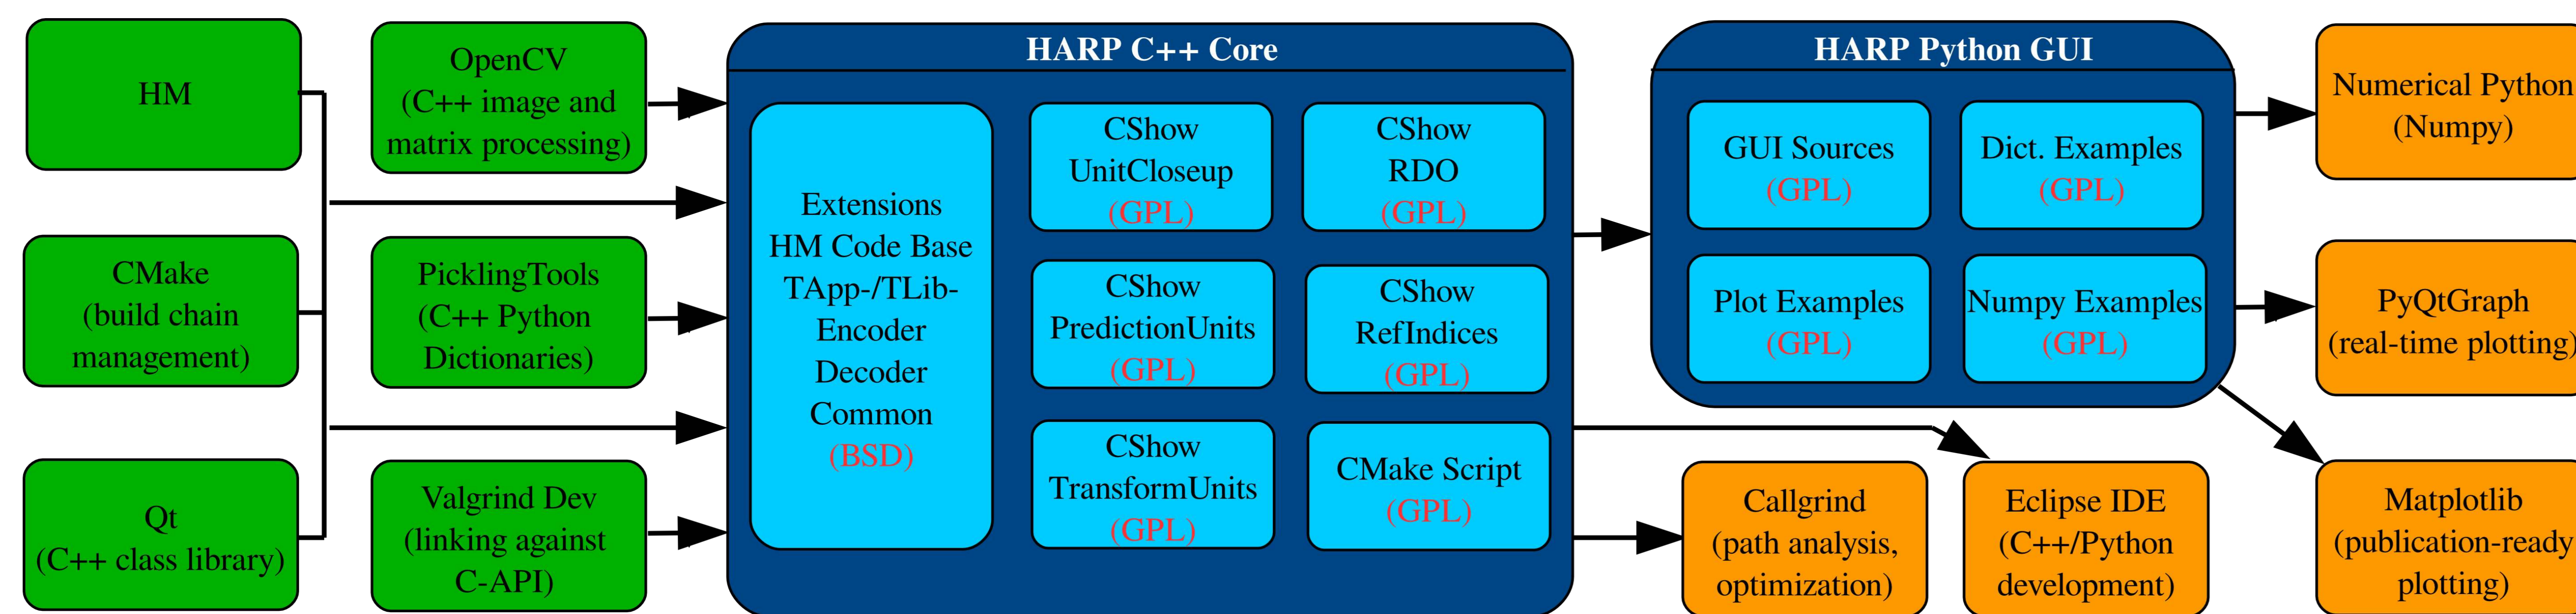 HM
CMake
(build chain
management)
Qt
(C++ class library)
OpenCV
(C++ image and
matrix processing)
PicklingTools
(C++ Python
Dictionaries)
Valgrind Dev
(linking against
C-API)
HARP C++ Core
Extensions
HM Code Base
TApp-/TLib-
Encoder
Decoder
Common
(BSD)
CShow
UnitCloseup
(GPL)
CShow
RDO
(GPL)
CShow
PredictionUnits
(GPL)
CShow
RefIndices
(GPL)
CShow
TransformUnits
(GPL)
CMake Script
(GPL)
HARP Python GUI
GUI Sources
(GPL)
Dict. Examples
(GPL)
Plot Examples
(GPL)
Numpy Examples
(GPL)
Callgrind
(path analysis,
optimization)
Eclipse IDE
(C++/Python
development)
Numerical Python
(Numpy)
PyQtGraph
(real-time plotting)
Matplotlib
(publication-ready
plotting)